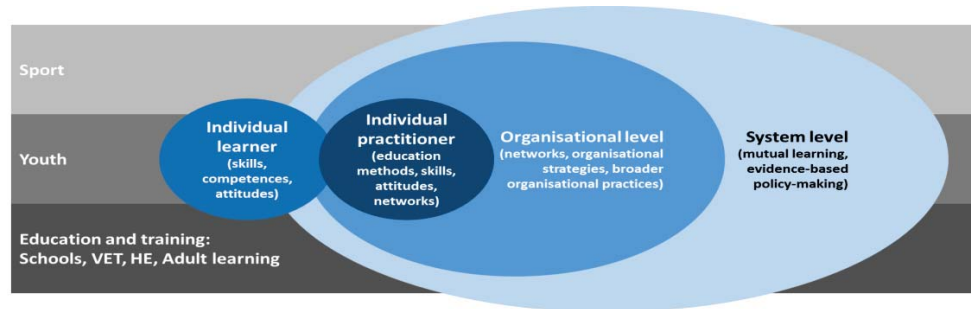 Sport
Youth
Education and training:
Schools, VET, HE, Adult learning
Individual
learner
(skills,
competences,
attitudes)
Individual
practitioner
(education
methods, skills,
attitudes,
networks)
Organisational level
(networks, organisational
strategies, broader
organisational practices)
System level
(mutual learning,
evidence-based
policy-making)